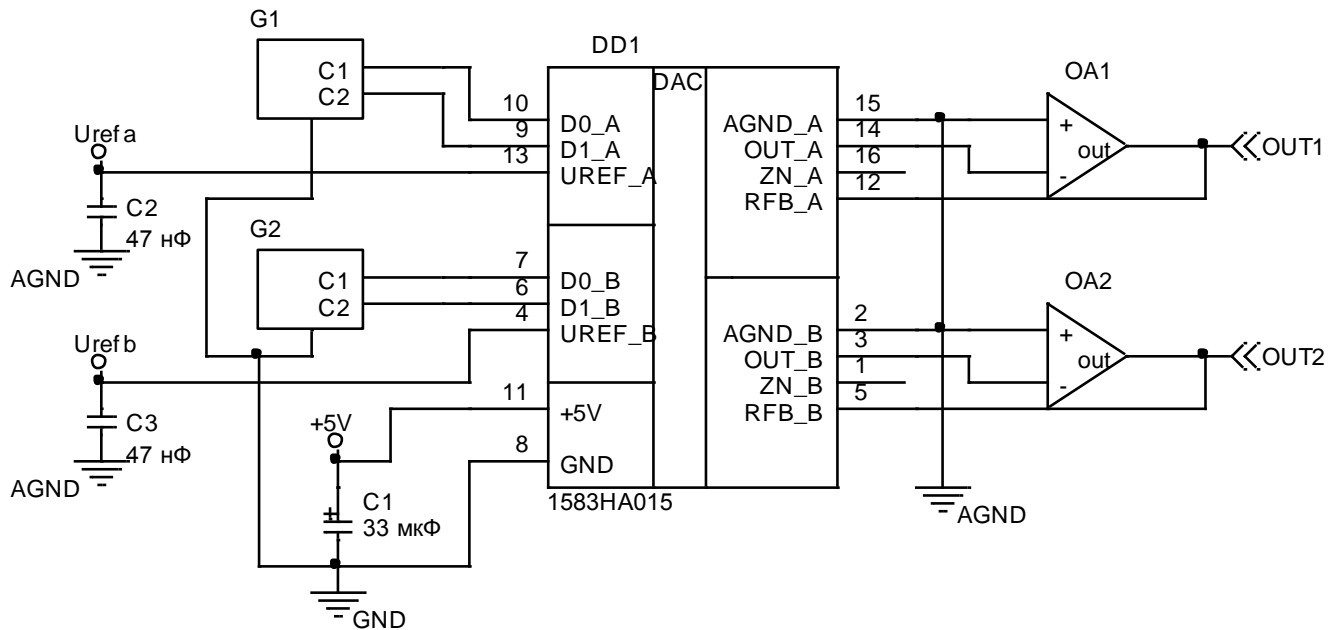 G1
C1
C2
DD1
DAC
OA1
Urefa
10
D0_A
9
D1_A
13
UREF_A
15
AGND_A
14
OUT_A
16
ZN_A
12
RFB_A
+
out
-
OUT1
C2
47 нФ
AGND
G2
C1
C2
7
D0_B
6
D1_B
4
UREF_B
OA2
2
AGND_B
3
OUT_B
1
ZN_B
5
RFB_B
+
out
-
OUT2
Urefb
C3
47 нФ
AGND
+5V
11
+5V
8
GND
+
C1
33 мкФ
1583HA015
AGND
GND